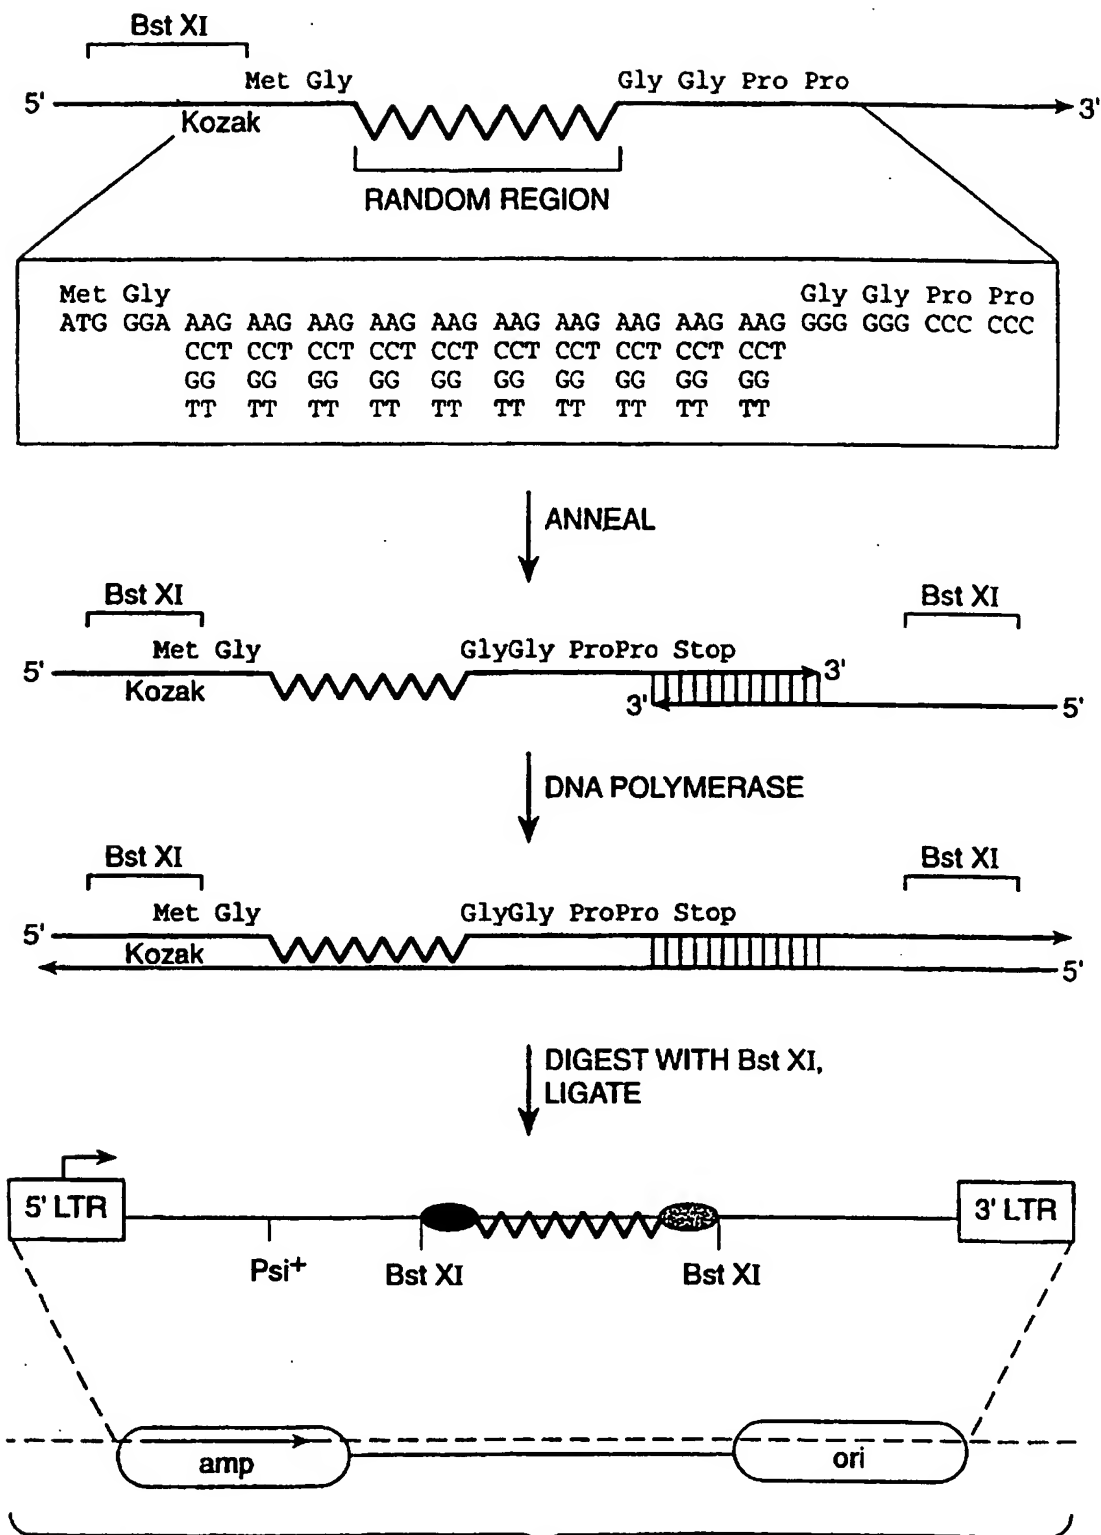 Bst XI
Met Gly Gly Gly Pro Pro
5' 3'
Kozak
RANDOM REGION
Met Gly Gly Gly Pro Pro
ATG GGA AAG AAG AAG AAG AAG AAG AAG AAG AAG AAG GGG GGG CCC CCC
CCT CCT CCT CCT CCT CCT CCT CCT CCT CCT
GG GG GG GG GG GG GG GG GG GG
TT TT TT TT TT TT TT TT TT TT
ANNEAL
Bst XI Bst XI
Met Gly GlyGly ProPro Stop
5' 3'
Kozak
3' 5'
DNA POLYMERASE
Bst XI Bst XI
Met Gly GlyGly ProPro Stop
5'
Kozak
5'
DIGEST WITH Bst XI,
LIGATE
5' LTR 3' LTR
Psi+ Bst XI Bst XI
amp ori